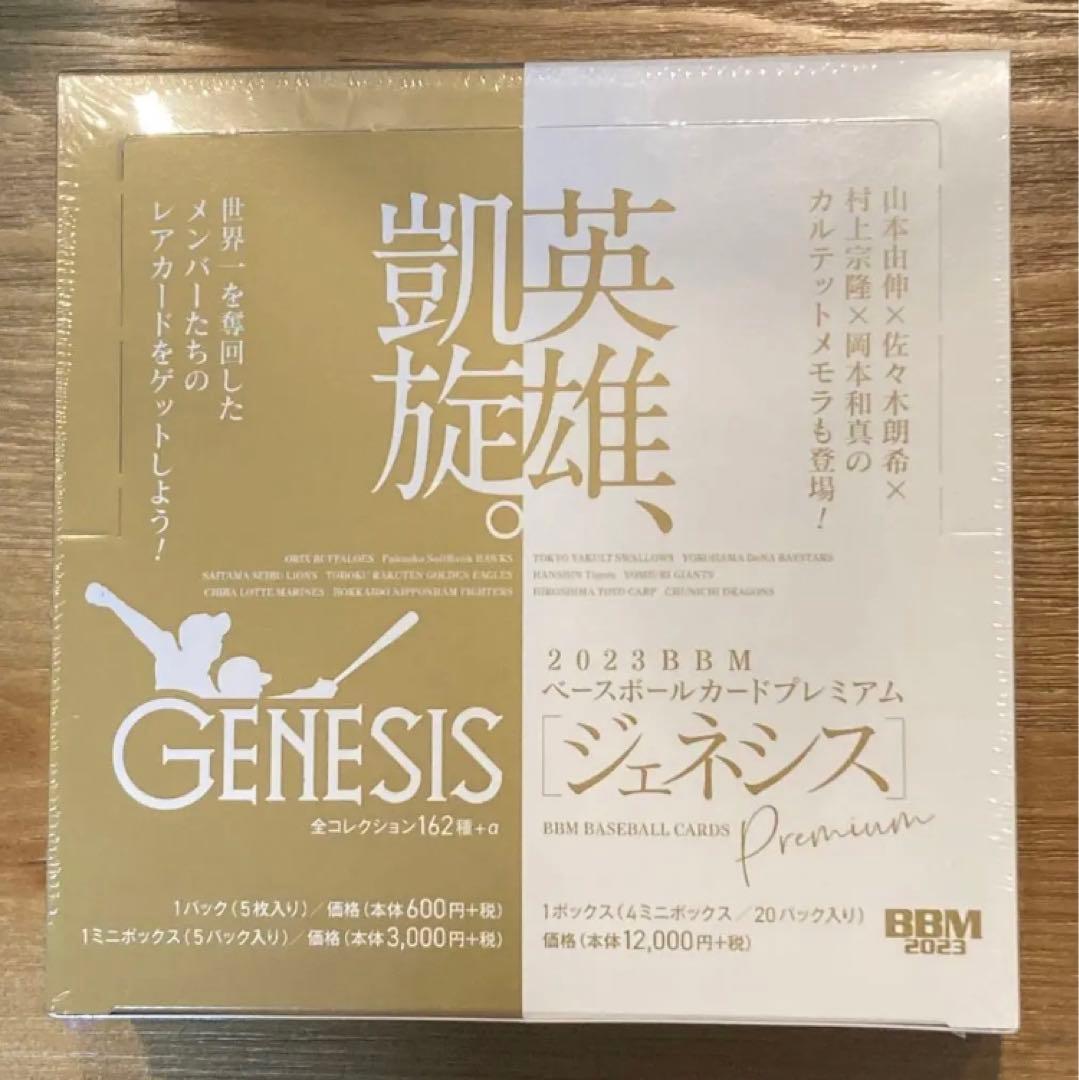 英雄、
凱旋。
山本由伸×佐々木朗希×
村上宗隆×岡本和真の
カルテットメモラも登場！
世界一を奪回した
メンバーたちの
レアカードをゲットしよう！
ORIX BUFFALOES Fukuoka SoftBank HAWKS
SAITAMA SEIBU LIONS TOHOKU RAKUTEN GOLDEN EAGLES
CHIBA LOTTE MARINES HOKKAIDO NIPPONHAM FIGHTERS
TOKYO YAKULT SWALLOWS YOKOHAMA DeNA BAYSTARS
HANSHIN Tigers YOMIURI GIANTS
HIROSHIMA TOYO CARP CHUNICHI DRAGONS
GENESIS
全コレクション162種+α
2023BBM
ベースボールカードプレミアム
[ジェネシス]
BBM BASEBALL CARDS Premium
1パック（5枚入り）／価格（本体600円+税）
1ミニボックス（5パック入り）／価格（本体3,000円+税）
1ボックス（4ミニボックス／20パック入り）
価格（本体12,000円+税）
BBM
2023